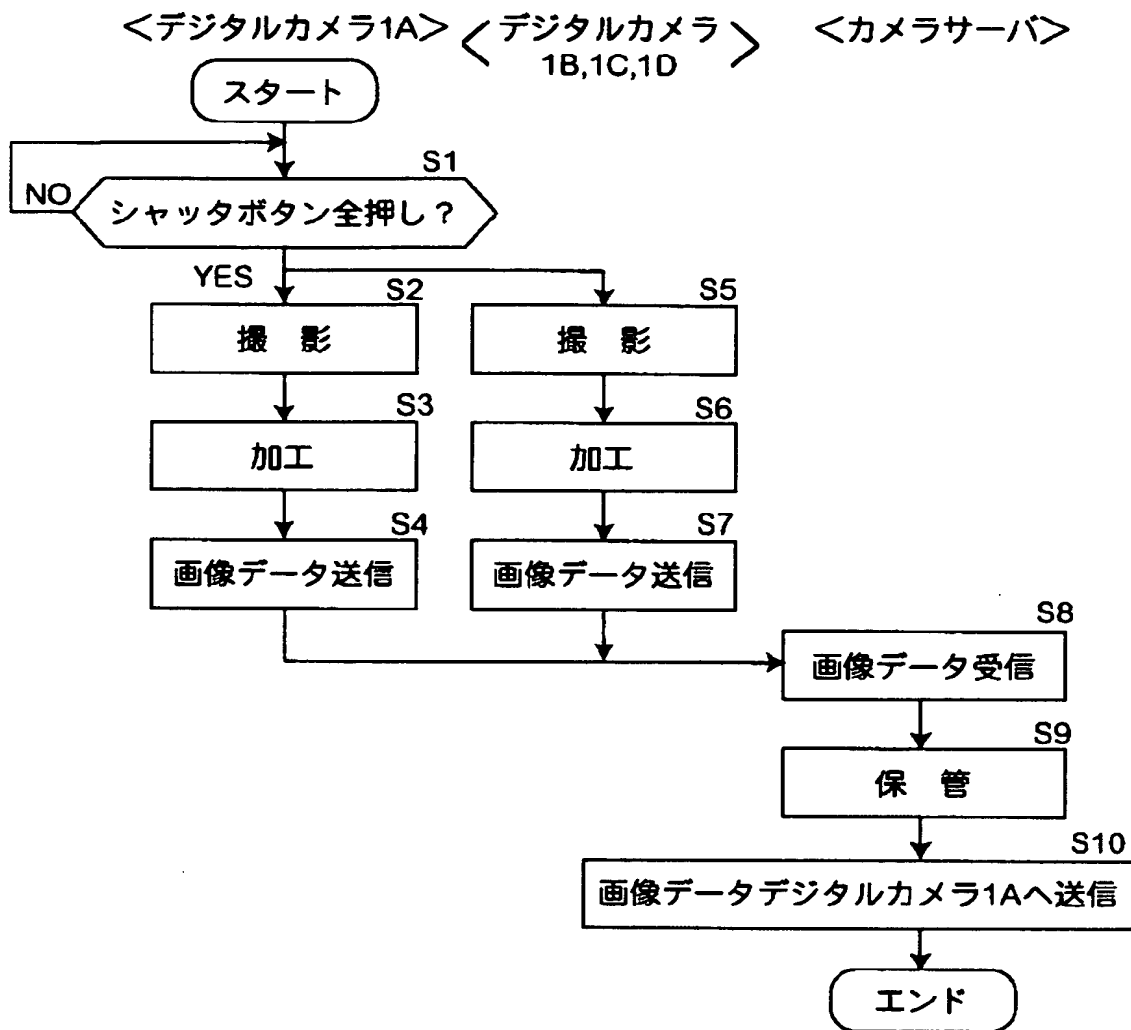 ＜デジタルカメラ1A＞
＜デジタルカメラ
1B,1C,1D＞
＜カメラサーバ＞
スタート
S1
NO
シャッタボタン全押し？
YES
S2
撮 影
S5
撮 影
S3
加工
S6
加工
S4
画像データ送信
S7
画像データ送信
S8
画像データ受信
S9
保 管
S10
画像データデジタルカメラ1Aへ送信
エンド